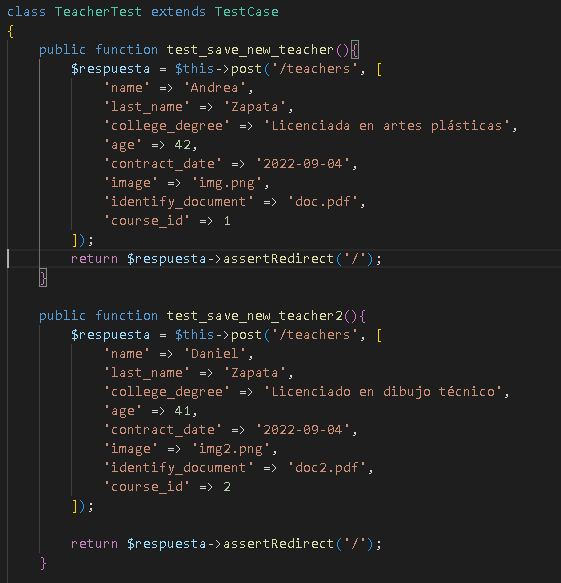 class TeacherTest extends TestCase
{
    public function test_save_new_teacher(){
        $respuesta = $this->post('/teachers', [
            'name' => 'Andrea',
            'last_name' => 'Zapata',
            'college_degree' => 'Licenciada en artes plásticas',
            'age' => 42,
            'contract_date' => '2022-09-04',
            'image' => 'img.png',
            'identify_document' => 'doc.pdf',
            'course_id' => 1
        ]);
        return $respuesta->assertRedirect('/');
    }

    public function test_save_new_teacher2(){
        $respuesta = $this->post('/teachers', [
            'name' => 'Daniel',
            'last_name' => 'Zapata',
            'college_degree' => 'Licenciado en dibujo técnico',
            'age' => 41,
            'contract_date' => '2022-09-04',
            'image' => 'img2.png',
            'identify_document' => 'doc2.pdf',
            'course_id' => 2
        ]);

        return $respuesta->assertRedirect('/');
    }